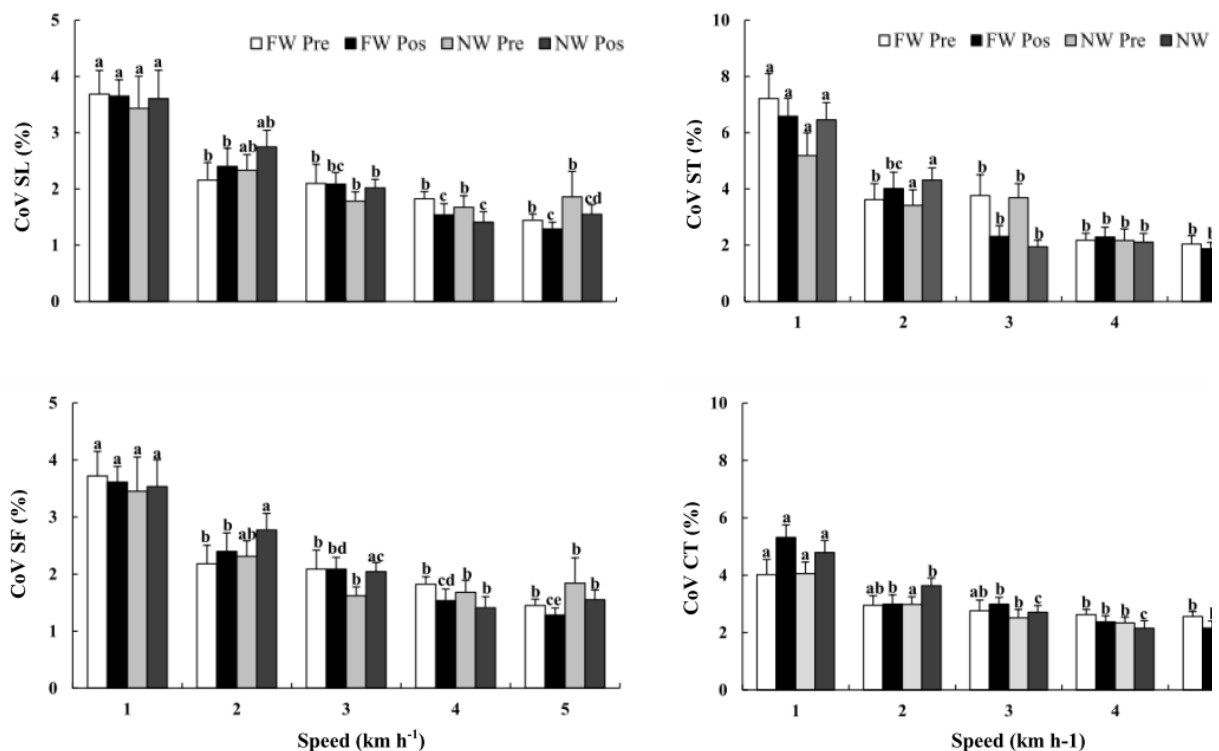 5
4
3
2
1
0
CoV SL (%)
FW Pre FW Pos NW Pre NW Pos
a a a a
b b ab ab
b bc b b
b c b c
b c b cd
10
8
6
4
2
0
CoV ST (%)
FW Pre FW Pos NW Pre NW
a a a a
b bc a a
b b b b
b b b b
b
1 2 3 4
5
4
3
2
1
0
CoV SF (%)
a a a a
b b ab a
b bd b ac
b cd b b
b ce b b
1 2 3 4 5
Speed (km h-1)
10
8
6
4
2
0
CoV CT (%)
a a a a
ab b a b
ab b b c
b b b c
b
1 2 3 4
Speed (km h-1)